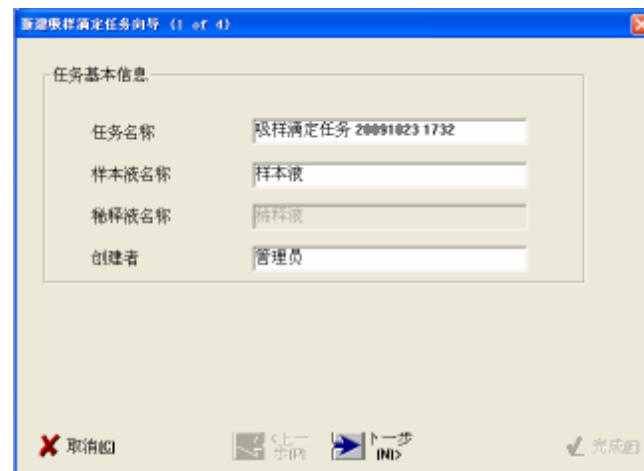 新建吸样滴定任务向导 (1 of 4)
任务基本信息
任务名称 吸样滴定任务 20091023 1732
样本液名称 样本液
稀释液名称 稀释液
创建者 管理员
取消(C) <上一步(P) 下一步(N)> 完成(F)